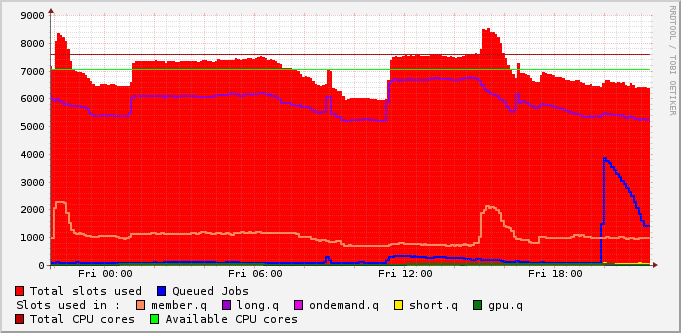 9000
8000
7000
6000
5000
4000
3000
2000
1000
0
Fri 00:00 Fri 06:00 Fri 12:00 Fri 18:00
RRDTOOL / TOBI OETIKER
Total slots used Queued Jobs
Slots used in : member.q long.q ondemand.q short.q gpu.q
Total CPU cores Available CPU cores